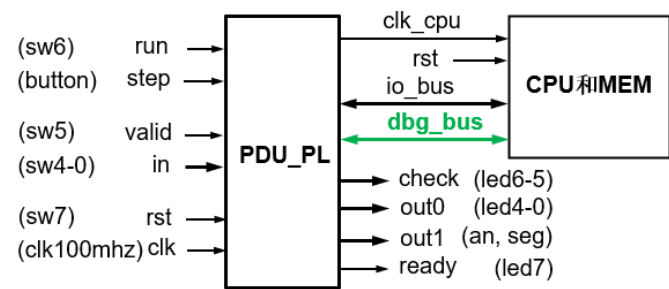 (sw6) run
(button) step
(sw5) valid
(sw4-0) in
(sw7) rst
(clk100mhz) clk
PDU_PL
clk_cpu
rst
io_bus
dbg_bus
CPU和MEM
check (led6-5)
out0 (led4-0)
out1 (an, seg)
ready (led7)